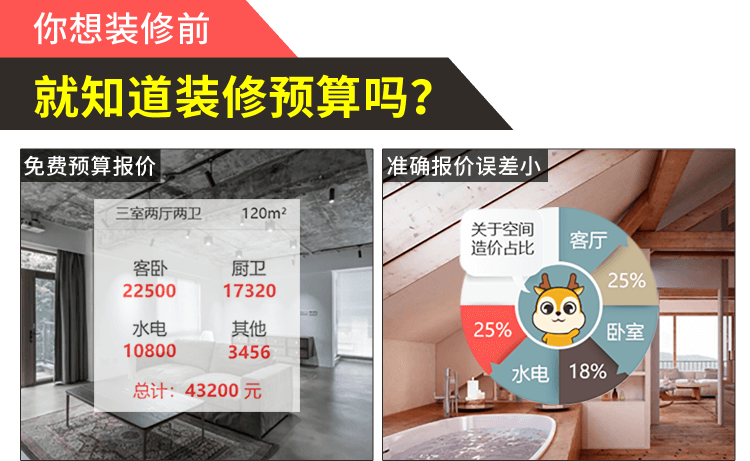 你想装修前
就知道装修预算吗？
免费预算报价
三室两厅两卫 120m²
客卧 厨卫
22500 17320
水电 其他
10800 3456
总计：43200 元
准确报价误差小
关于空间
造价占比
客厅
25%
卧室
18%
水电
25%